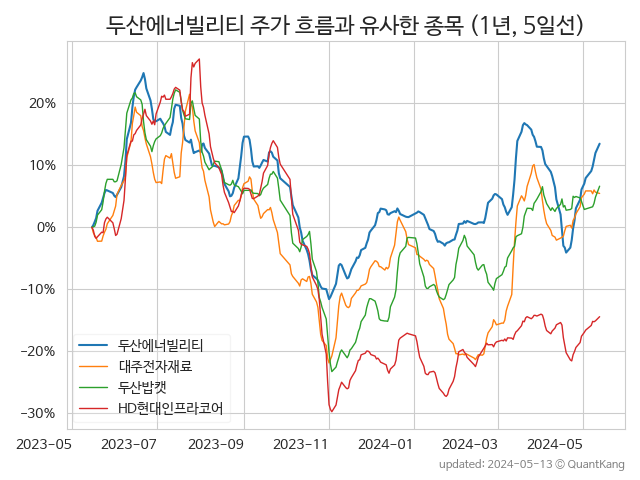 두산에너빌리티 주가 흐름과 유사한 종목 (1년, 5일선)
20%
10%
0%
−10%
−20%
−30%
두산에너빌리티
대주전자재료
두산밥캣
HD현대인프라코어
2023-05 2023-07 2023-09 2023-11 2024-01 2024-03 2024-05
updated: 2024-05-13 ⓒ QuantKang